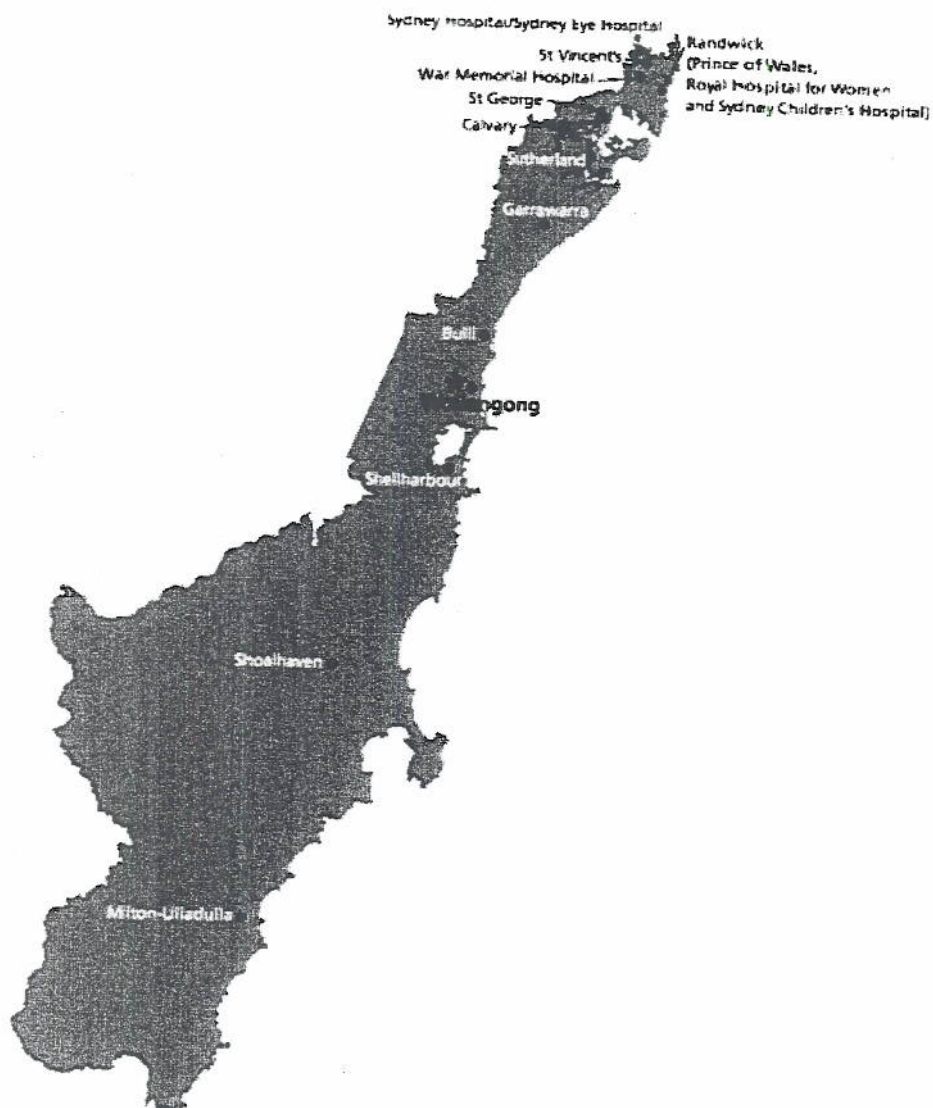 Sydney Hospital/Sydney Eye Hospital
St Vincent's
War Memorial Hospital
St George
Calvary
Randwick
(Prince of Wales,
Royal Hospital for Women
and Sydney Children's Hospital)
Sutherland
Garrawarra
Bulli
Wollongong
Shellharbour
Shoalhaven
Milton-Ulladulla